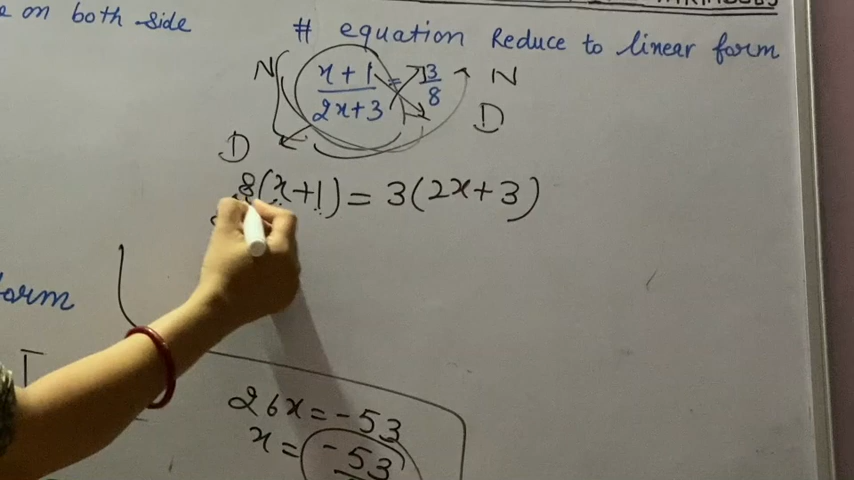 on both side
# equation Reduce to linear form
N x+1/2x+3 = 3/8 N
D D
8(x+1) = 3(2x+3)
form
26x = -53
x = -53